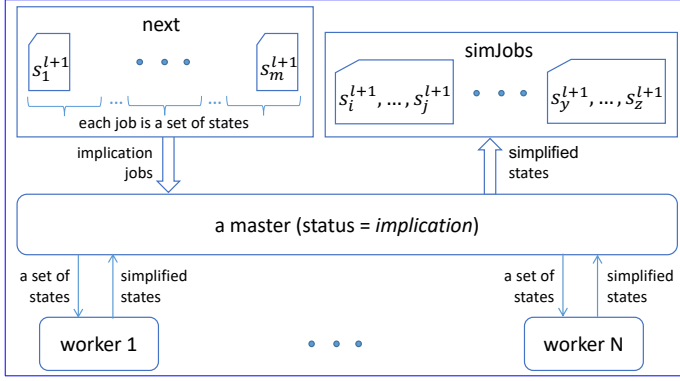 next
s_1^{l+1}
s_m^{l+1}
... ...
each job is a set of states
simJobs
s_i^{l+1}, ..., s_j^{l+1}
s_y^{l+1}, ..., s_z^{l+1}
implication
jobs
simplified
states
a master (status = implication)
a set of
states
simplified
states
a set of
states
simplified
states
worker 1
worker N